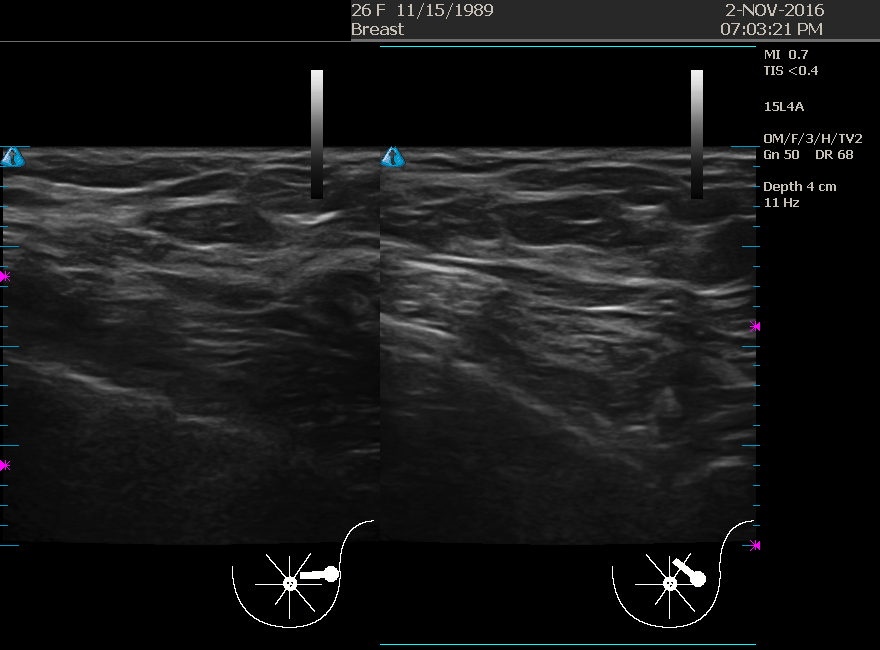 26 F 11/15/1989
2-NOV-2016
Breast
07:03:21 PM
MI 0.7
TIS <0.4
15L4A
OM/F/3/H/TV2
Gn 50 DR 68
Depth 4 cm
11 Hz